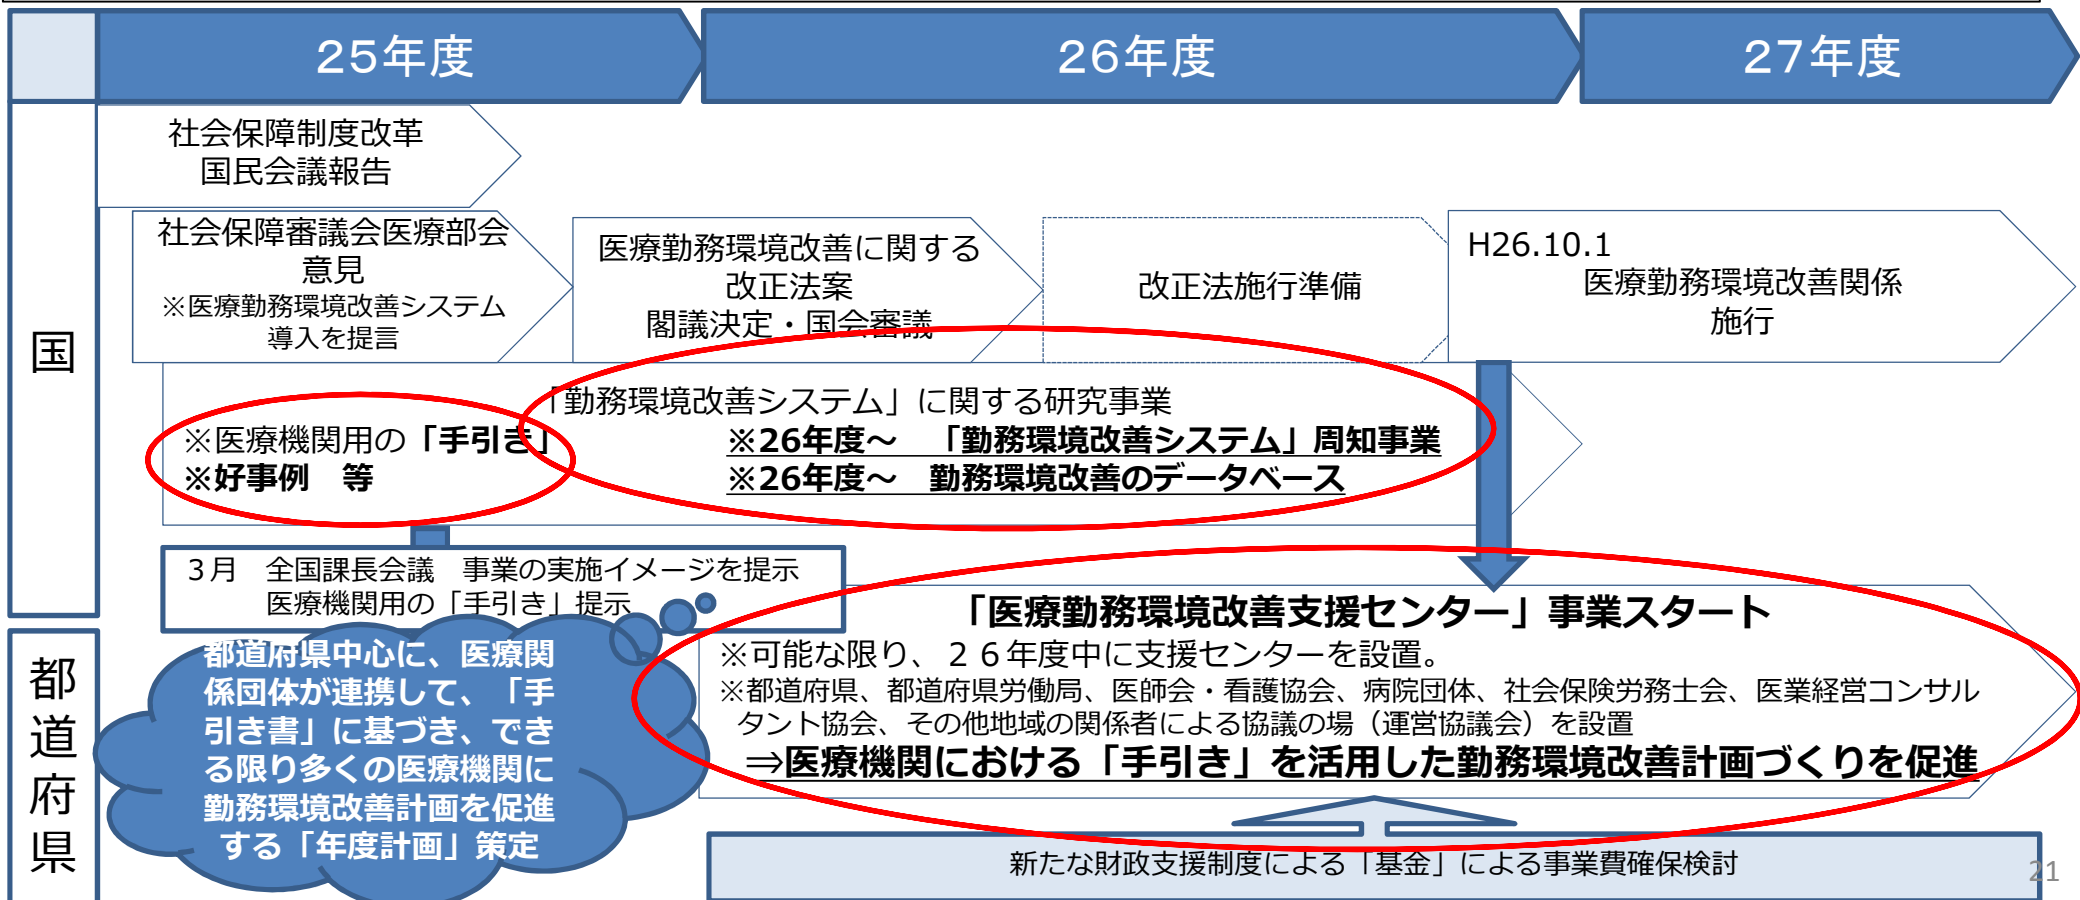 25年度
26年度
27年度
国
社会保障制度改革
国民会議報告
社会保障審議会医療部会
意見
※医療勤務環境改善システム
導入を提言
医療勤務環境改善に関する
改正法案
閣議決定・国会審議
改正法施行準備
H26.10.1
医療勤務環境改善関係
施行
「勤務環境改善システム」に関する研究事業
※医療機関用の「手引き」
※好事例　等
※26年度～　「勤務環境改善システム」周知事業
※26年度～　勤務環境改善のデータベース
３月　全国課長会議　事業の実施イメージを提示
医療機関用の「手引き」提示
都道府県
都道府県中心に、医療関
係団体が連携して、「手
引き書」に基づき、でき
る限り多くの医療機関に
勤務環境改善計画を促進
する「年度計画」策定
「医療勤務環境改善支援センター」事業スタート
※可能な限り、２６年度中に支援センターを設置。
※都道府県、都道府県労働局、医師会・看護協会、病院団体、社会保険労務士会、医業経営コンサル
タント協会、その他地域の関係者による協議の場（運営協議会）を設置
⇒医療機関における「手引き」を活用した勤務環境改善計画づくりを促進
新たな財政支援制度による「基金」による事業費確保検討
21